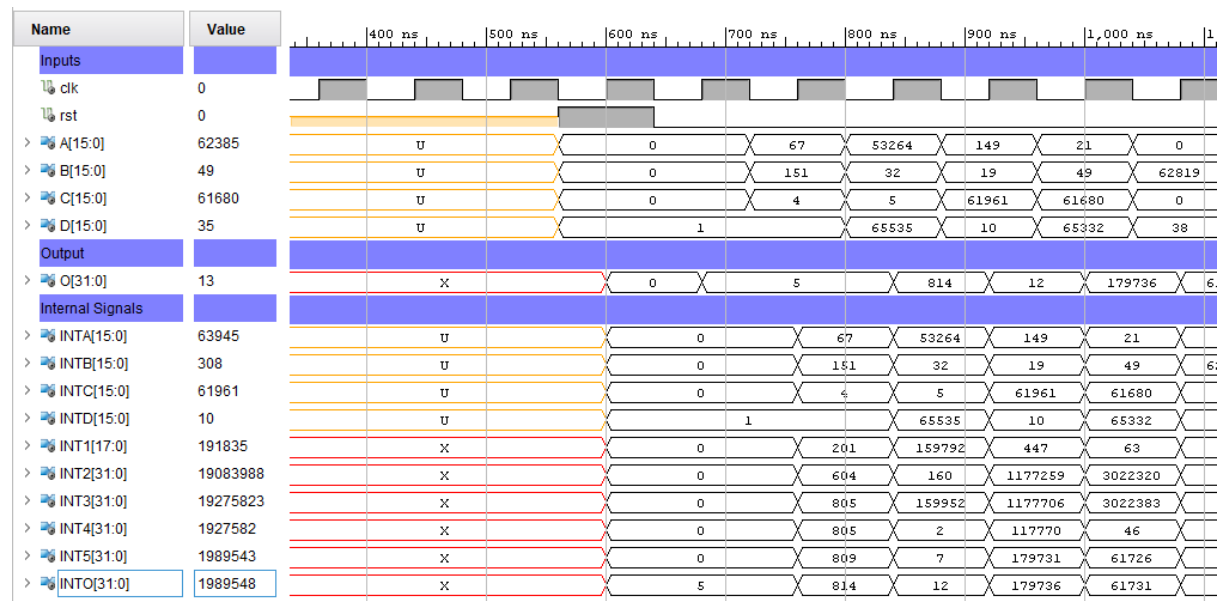 Name Value 400 ns 500 ns 600 ns 700 ns 800 ns 900 ns 1,000 ns 1
Inputs
clk 0
rst 0
> A[15:0] 62385 U 0 67 53264 149 21 0
> B[15:0] 49 U 0 151 32 19 49 62819
> C[15:0] 61680 U 0 4 5 61961 61680 0
> D[15:0] 35 U 1 65535 10 65332 38
Output
> O[31:0] 13 X 0 5 814 12 179736 6
Internal Signals
> INTA[15:0] 63945 U 0 67 53264 149 21
> INTB[15:0] 308 U 0 151 32 19 49 6
> INTC[15:0] 61961 U 0 4 5 61961 61680
> INTD[15:0] 10 U 1 65535 10 65332
> INT1[17:0] 191835 X 0 201 159792 447 63
> INT2[31:0] 19083988 X 0 604 160 1177259 3022320
> INT3[31:0] 19275823 X 0 805 159952 1177706 3022383
> INT4[31:0] 1927582 X 0 805 2 117770 46
> INT5[31:0] 1989543 X 0 809 7 179731 61726
> INTO[31:0] 1989548 X 5 814 12 179736 61731